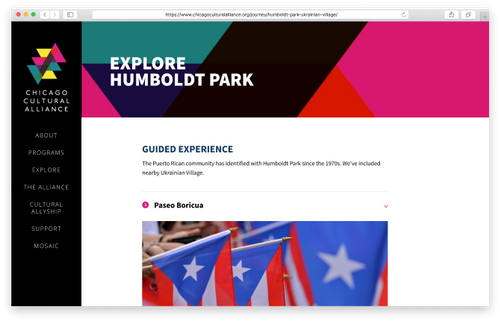 https://www.chicagoculturalalliance.org/journey/humboldt-park-ukrainian-village/
CHICAGO
CULTURAL
ALLIANCE
ABOUT
PROGRAMS
EXPLORE
THE ALLIANCE
CULTURAL
ALLYSHIP
SUPPORT
MOSAIC
EXPLORE
HUMBOLDT PARK
GUIDED EXPERIENCE
The Puerto Rican community has identified with Humboldt Park since the 1970s. We've included
nearby Ukrainian Village.
Paseo Boricua